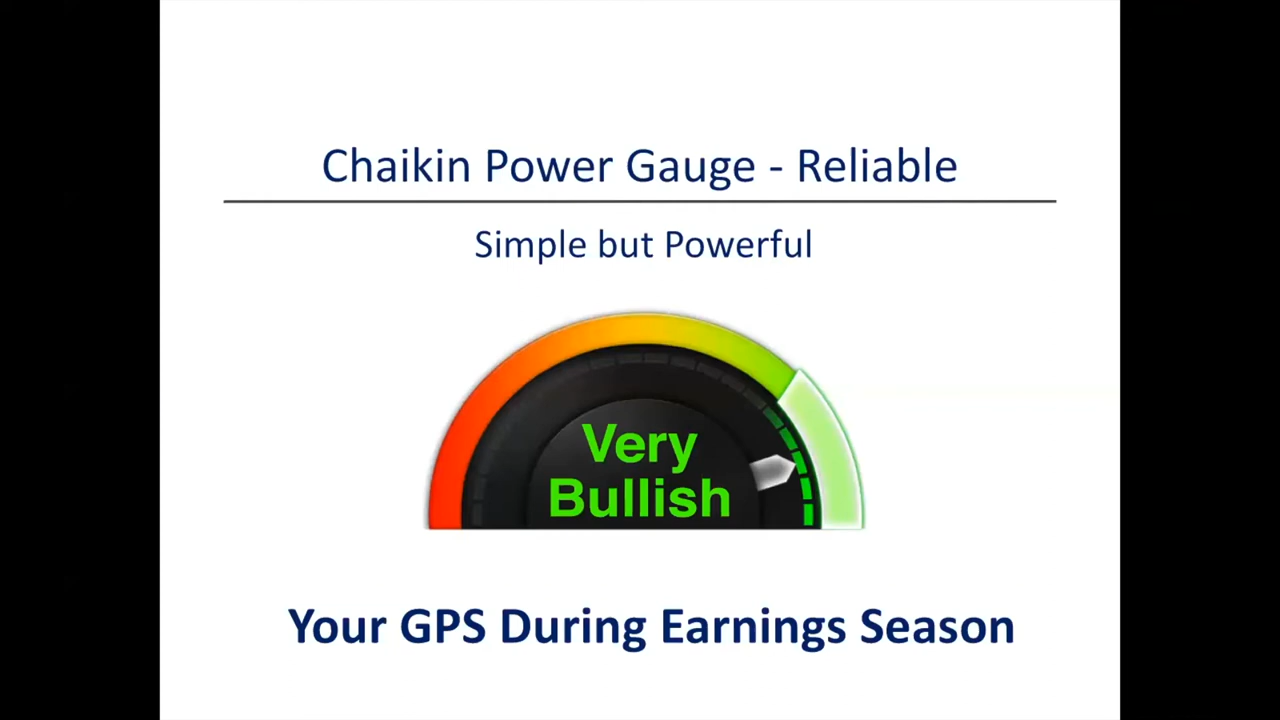 Chaikin Power Gauge - Reliable
Simple but Powerful
Very
Bullish
Your GPS During Earnings Season